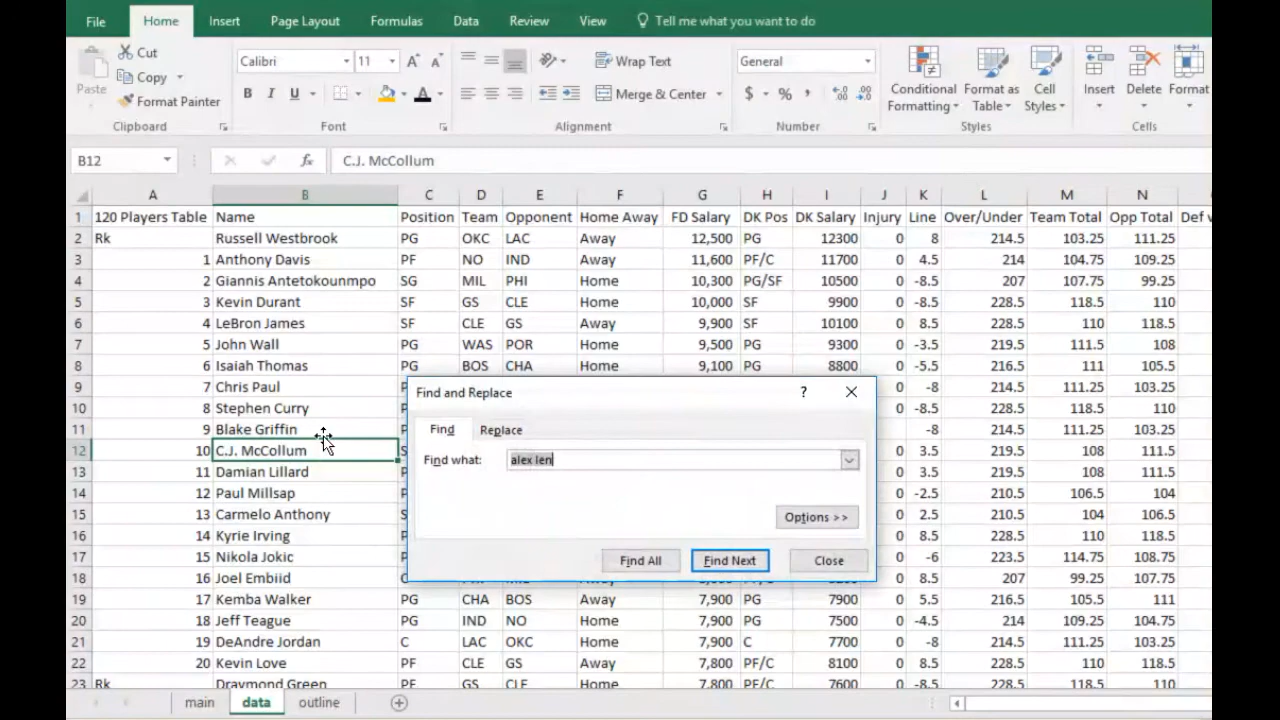 File Home Insert Page Layout Formulas Data Review View Tell me what you want to do
Paste Cut Copy Format Painter Clipboard
Calibri 11 A A B I U A Font
Wrap Text Merge & Center Alignment
General $ % , Number
Conditional Formatting Format as Table Cell Styles Styles
Insert Delete Format Cells
B12 fx C.J. McCollum
A B C D E F G H I J K L M N
1 120 Players Table Name Position Team Opponent Home Away FD Salary DK Pos DK Salary Injury Line Over/Under Team Total Opp Total Def
2 Rk Russell Westbrook PG OKC LAC Away 12,500 PG 12300 0 8 214.5 103.25 111.25
3 1 Anthony Davis PF NO IND Away 11,600 PF/C 11700 0 4.5 214 104.75 109.25
4 2 Giannis Antetokounmpo SG MIL PHI Home 10,300 PG/SF 10500 0 -8.5 207 107.75 99.25
5 3 Kevin Durant SF GS CLE Home 10,000 SF 9900 0 -8.5 228.5 118.5 110
6 4 LeBron James SF CLE GS Away 9,900 SF 10100 0 8.5 228.5 110 118.5
7 5 John Wall PG WAS POR Home 9,500 PG 9300 0 -3.5 219.5 111.5 108
8 6 Isaiah Thomas PG BOS CHA Home 9,100 PG 8800 0 -5.5 216.5 111 105.5
9 7 Chris Paul 0 -8 214.5 111.25 103.25
10 8 Stephen Curry 0 -8.5 228.5 118.5 110
11 9 Blake Griffin -8 214.5 111.25 103.25
12 10 C.J. McCollum 0 3.5 219.5 108 111.5
13 11 Damian Lillard 0 3.5 219.5 108 111.5
14 12 Paul Millsap 0 -2.5 210.5 106.5 104
15 13 Carmelo Anthony 0 2.5 210.5 104 106.5
16 14 Kyrie Irving 0 8.5 228.5 110 118.5
17 15 Nikola Jokic 0 -6 223.5 114.75 108.75
18 16 Joel Embiid 0 8.5 207 99.25 107.75
19 17 Kemba Walker PG CHA BOS Away 7,900 PG 7900 0 5.5 216.5 105.5 111
20 18 Jeff Teague PG IND NO Home 7,900 PG 7500 0 -4.5 214 109.25 104.75
21 19 DeAndre Jordan C LAC OKC Home 7,900 C 7700 0 -8 214.5 111.25 103.25
22 20 Kevin Love PF CLE GS Away 7,800 PF/C 8100 0 8.5 228.5 110 118.5
23 Rk Draymond Green PF GS CLE Home 7,800 PF/C 7600 0 -8.5 228.5 118.5 110
Find and Replace ?
Find Replace
Find what: alex len
Options >>
Find All Find Next Close
main data outline